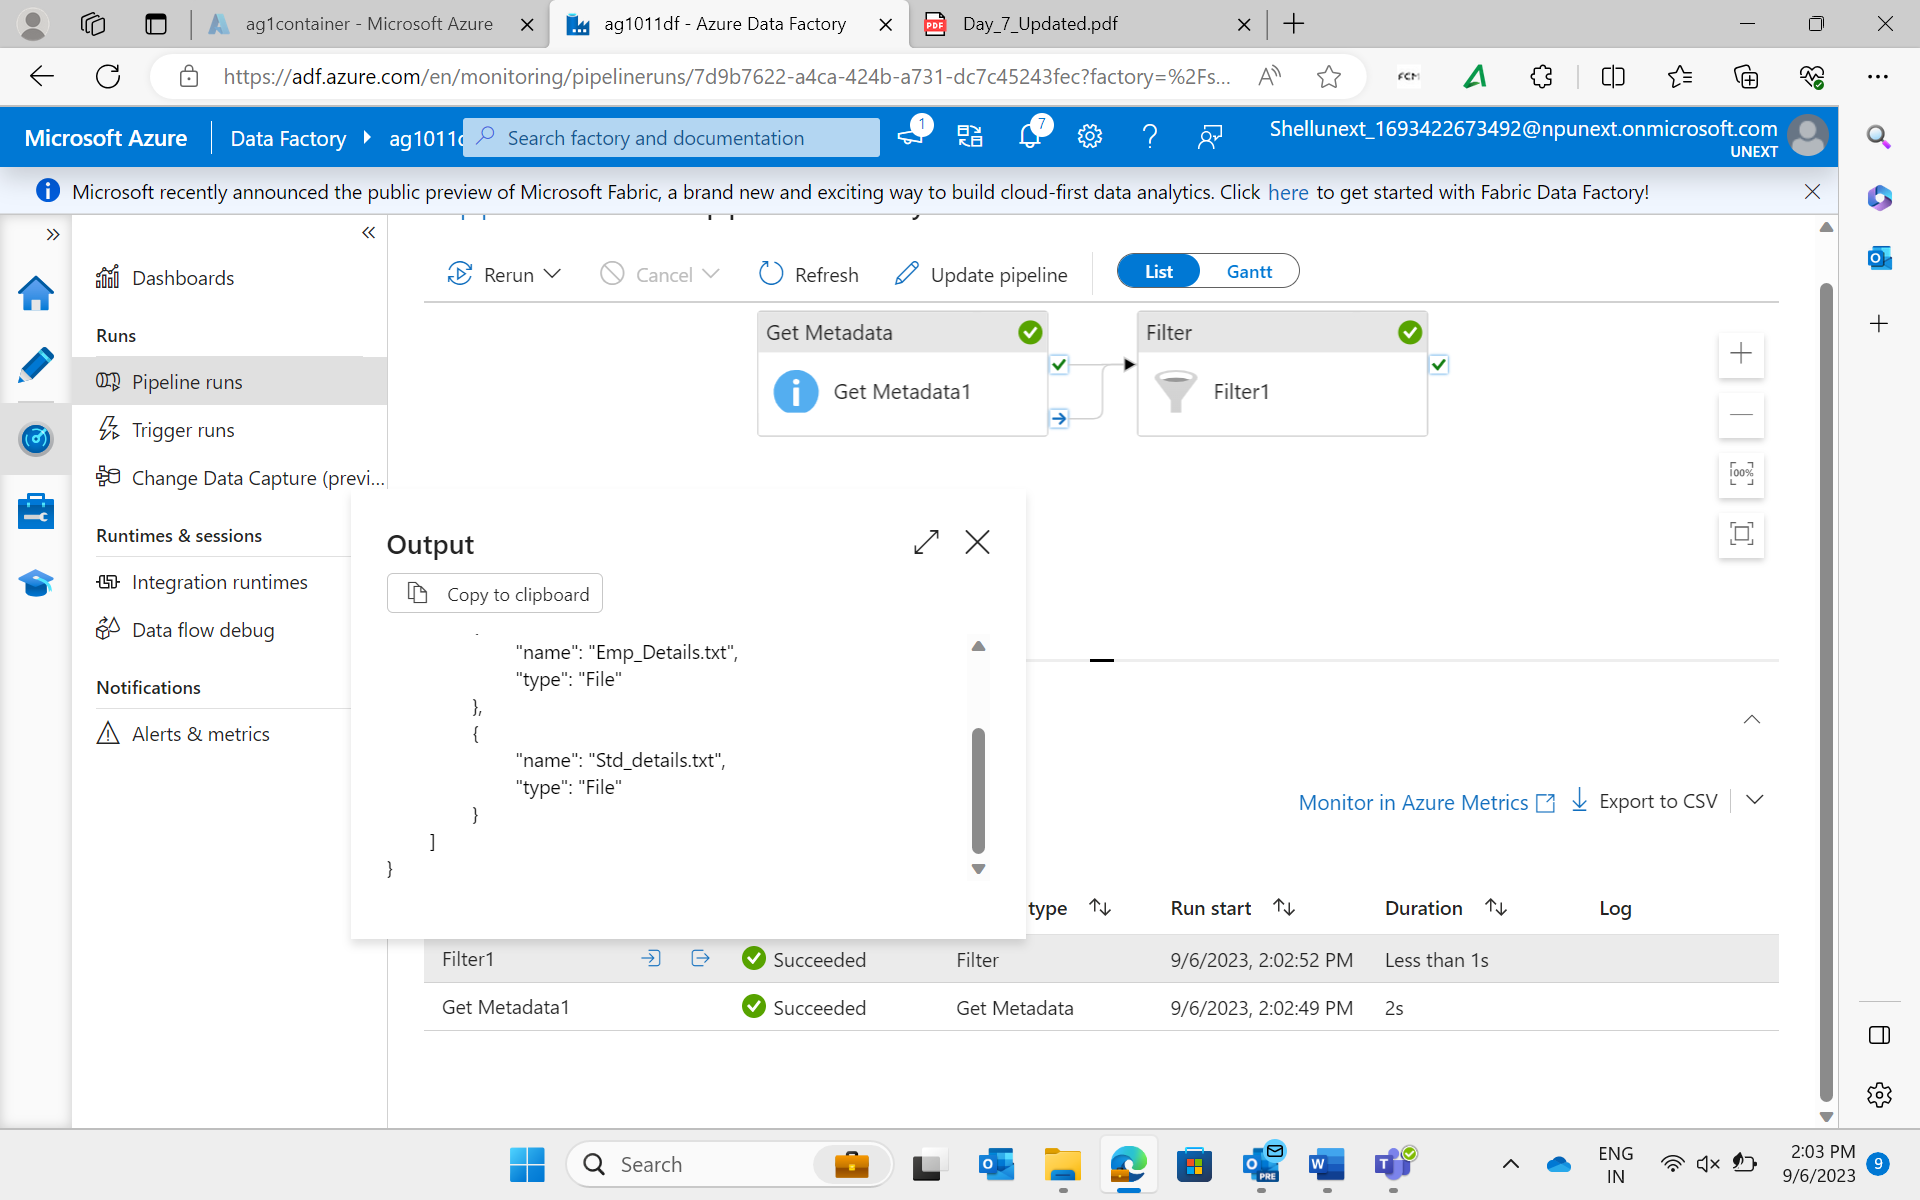 ag1container - Microsoft Azure
ag1011df - Azure Data Factory
Day_7_Updated.pdf
https://adf.azure.com/en/monitoring/pipelineruns/7d9b7622-a4ca-424b-a731-dc7c45243fec?factory=%2Fs...
FCM
Microsoft Azure
Data Factory
ag1011d
Search factory and documentation
1
7
Shellunext_1693422673492@npunext.onmicrosoft.com
UNEXT
Microsoft recently announced the public preview of Microsoft Fabric, a brand new and exciting way to build cloud-first data analytics. Click here to get started with Fabric Data Factory!
Dashboards
Runs
Pipeline runs
Trigger runs
Change Data Capture (previ...
Runtimes & sessions
Integration runtimes
Data flow debug
Notifications
Alerts & metrics
Rerun
Cancel
Refresh
Update pipeline
List
Gantt
Get Metadata
Get Metadata1
Filter
Filter1
100%
Output
Copy to clipboard
"name": "Emp_Details.txt",
"type": "File"
},
{
"name": "Std_details.txt",
"type": "File"
}
]
}
Monitor in Azure Metrics
Export to CSV
type
Run start
Duration
Log
Filter1
Succeeded
Filter
9/6/2023, 2:02:52 PM
Less than 1s
Get Metadata1
Succeeded
Get Metadata
9/6/2023, 2:02:49 PM
2s
Search
PRE
ENG
IN
2:03 PM
9/6/2023
9